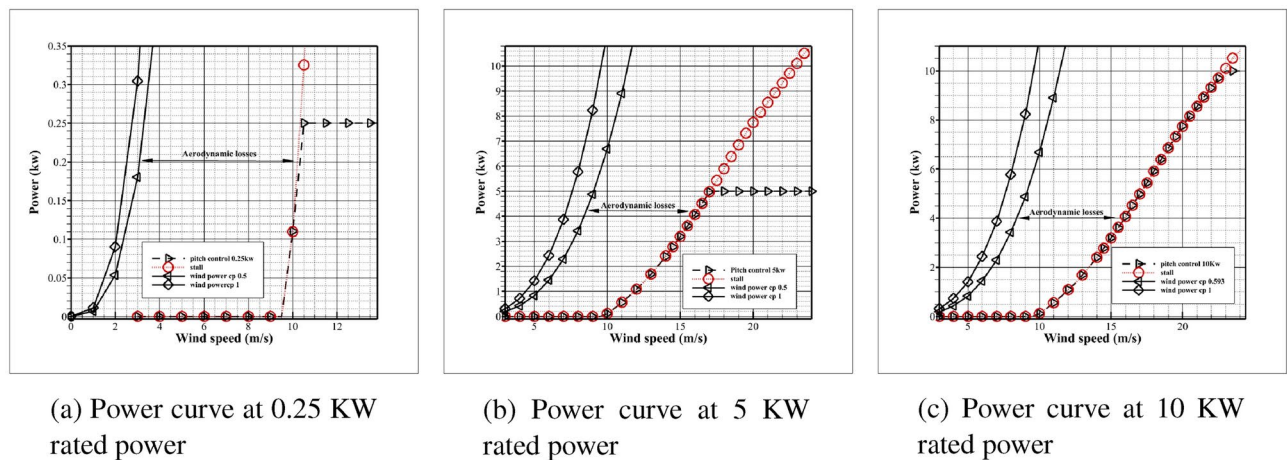 0.35
0.3
0.25
0.2
0.15
0.1
0.05
0
Power (kw)
Aerodynamic losses
pitch control 0.25kw
stall
wind power cp 0.5
wind powercp 1
0 2 4 6 8 10 12
Wind speed (m/s)
(a) Power curve at 0.25 KW
rated power
10
9
8
7
6
5
4
3
2
1
0
Power (kw)
Aerodynamic losses
Pitch control 5kw
stall
wind power cp 0.5
wind power cp 1
5 10 15 20
Wind speed (m/s)
(b) Power curve at 5 KW
rated power
10
8
6
4
2
0
Power (kw)
Aerodynamic losses
pitch control 10Kw
stall
wind power cp 0.593
wind power cp 1
5 10 15 20
Wind speed (m/s)
(c) Power curve at 10 KW
rated power